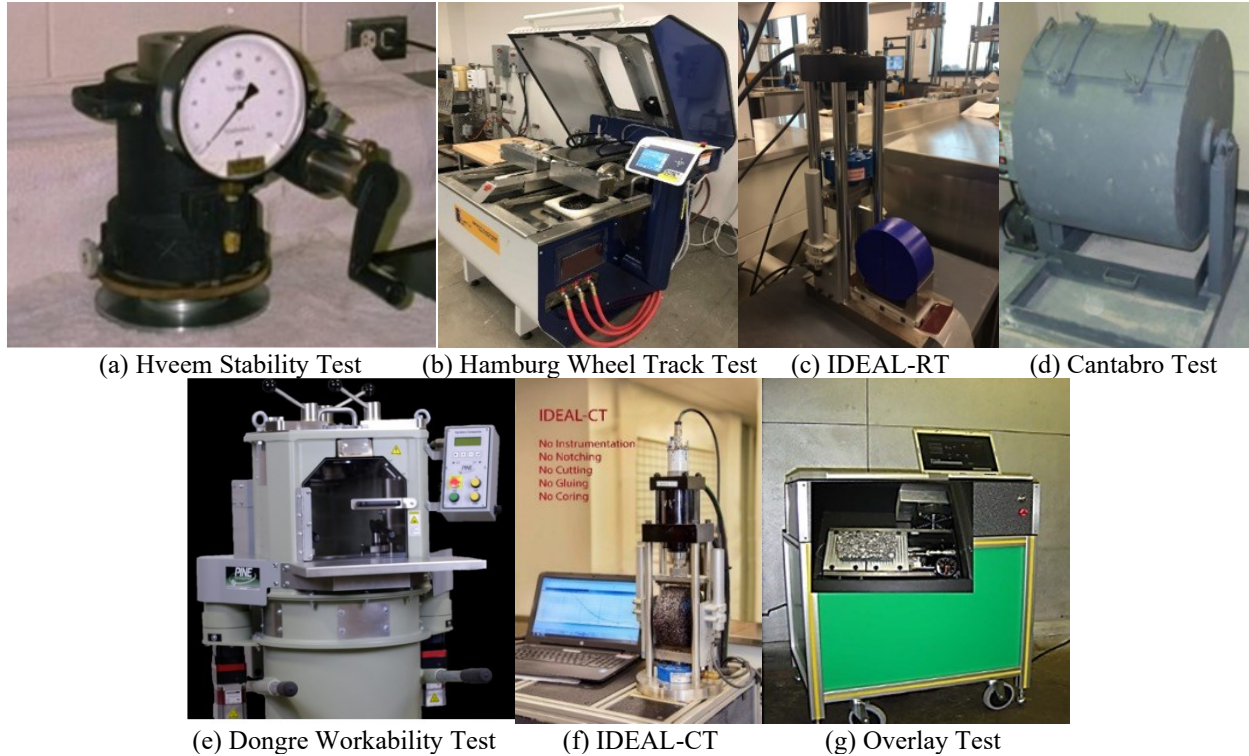 (a) Hveem Stability Test
(b) Hamburg Wheel Track Test
(c) IDEAL-RT
(d) Cantabro Test
PINE
PINE
IDEAL-CT
No Instrumentation
No Notching
No Cutting
No Gluing
No Coring
(e) Dongre Workability Test
(f) IDEAL-CT
(g) Overlay Test